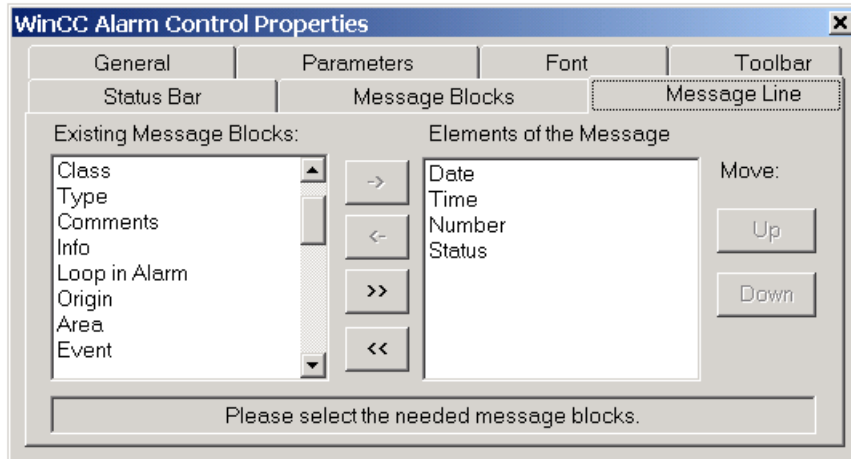 WinCC Alarm Control Properties
General Parameters Font Toolbar
Status Bar Message Blocks Message Line
Existing Message Blocks:
Class
Type
Comments
Info
Loop in Alarm
Origin
Area
Event
->
<-
>>
<<
Elements of the Message
Date
Time
Number
Status
Move:
Up
Down
Please select the needed message blocks.